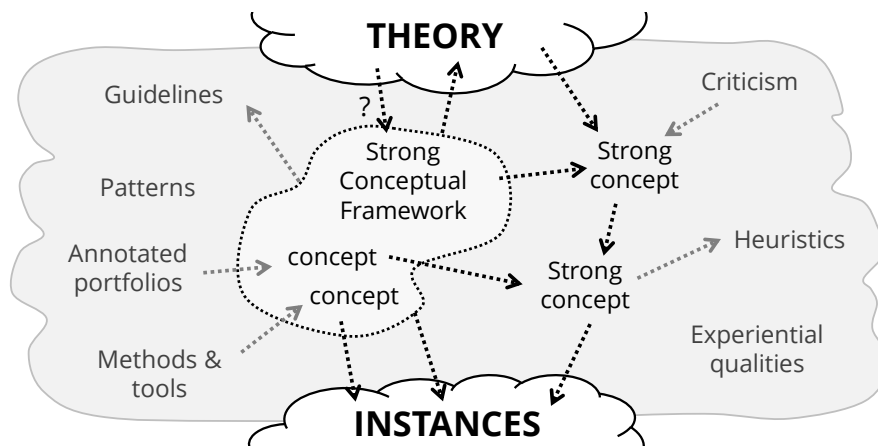 THEORY
Guidelines
?
Criticism
Strong
Conceptual
Framework
Strong
concept
Patterns
Annotated
portfolios
concept
concept
Strong
concept
Heuristics
Methods &
tools
Experiential
qualities
INSTANCES